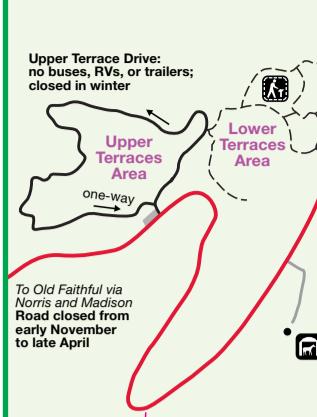 Upper Terrace Drive:
no buses, RVs, or trailers;
closed in winter
Upper
Terraces
Area
Lower
Terraces
Area
one-way
To Old Faithful via
Norris and Madison
Road closed from
early November
to late April